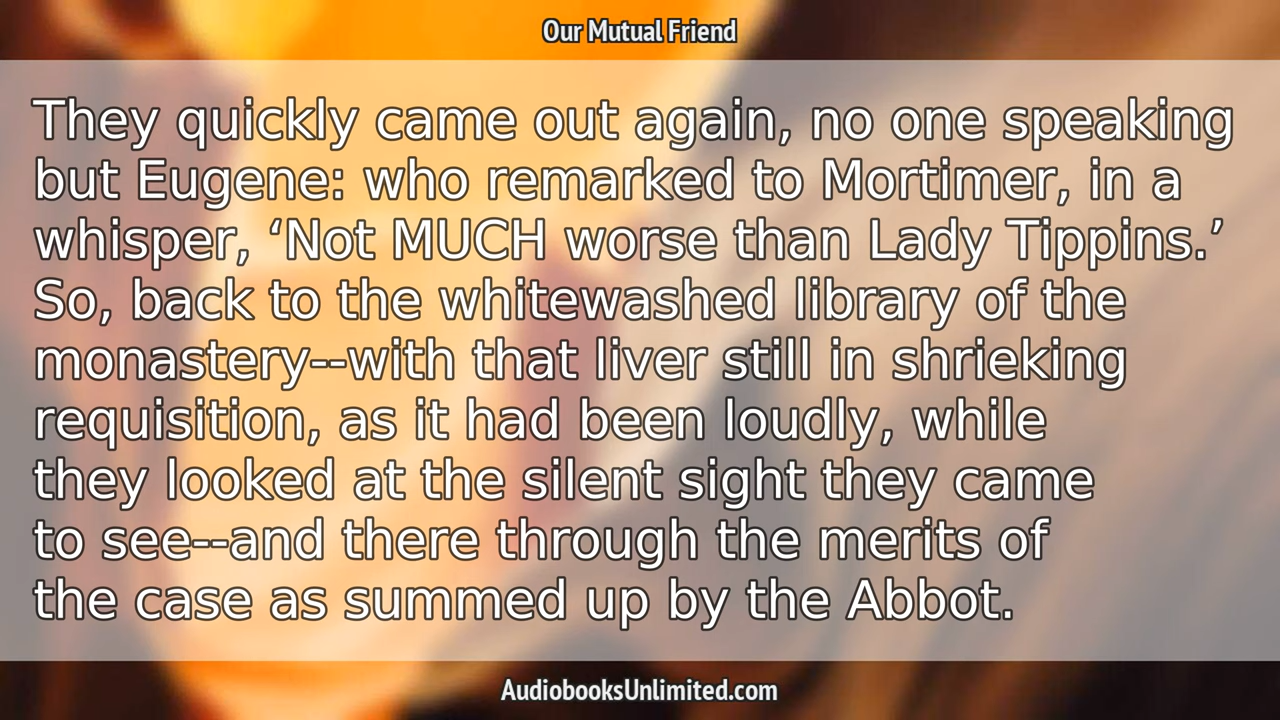 Our Mutual Friend
They quickly came out again, no one speaking
but Eugene: who remarked to Mortimer, in a
whisper, ‘Not MUCH worse than Lady Tippins.’
So, back to the whitewashed library of the
monastery--with that liver still in shrieking
requisition, as it had been loudly, while
they looked at the silent sight they came
to see--and there through the merits of
the case as summed up by the Abbot.
AudiobooksUnlimited.com